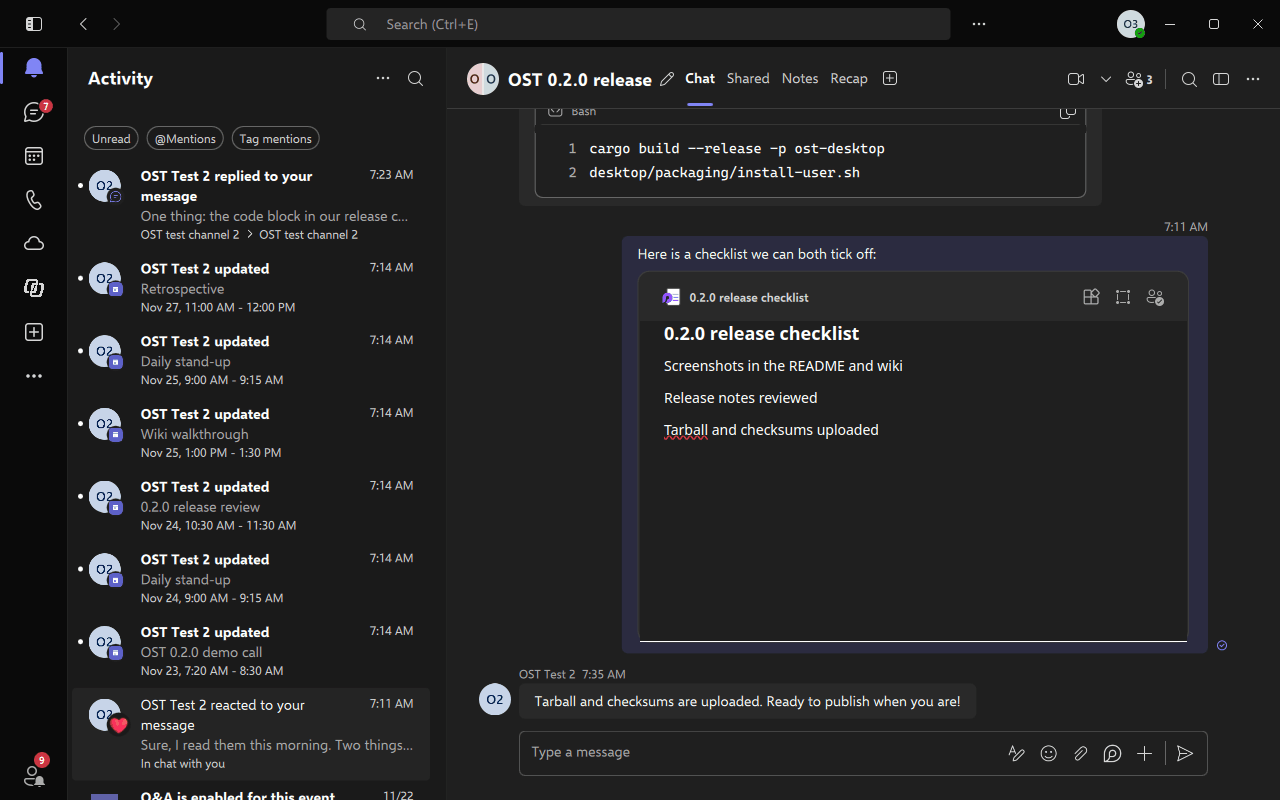 Search (Ctrl+E)
O3
7
9
Activity
Unread
@Mentions
Tag mentions
O2
OST Test 2 replied to your
message
7:23 AM
One thing: the code block in our release c...
OST test channel 2 > OST test channel 2
O2
OST Test 2 updated
7:14 AM
Retrospective
Nov 27, 11:00 AM - 12:00 PM
O2
OST Test 2 updated
7:14 AM
Daily stand-up
Nov 25, 9:00 AM - 9:15 AM
O2
OST Test 2 updated
7:14 AM
Wiki walkthrough
Nov 25, 1:00 PM - 1:30 PM
O2
OST Test 2 updated
7:14 AM
0.2.0 release review
Nov 24, 10:30 AM - 11:30 AM
O2
OST Test 2 updated
7:14 AM
Daily stand-up
Nov 24, 9:00 AM - 9:15 AM
O2
OST Test 2 updated
7:14 AM
OST 0.2.0 demo call
Nov 23, 7:20 AM - 8:30 AM
O2
OST Test 2 reacted to your
message
7:11 AM
Sure, I read them this morning. Two things...
In chat with you
Q&A is enabled for this event
11/22
O O
OST 0.2.0 release
Chat
Shared
Notes
Recap
3
Bash
1 cargo build --release -p ost-desktop
2 desktop/packaging/install-user.sh
7:11 AM
Here is a checklist we can both tick off:
0.2.0 release checklist
0.2.0 release checklist
Screenshots in the README and wiki
Release notes reviewed
Tarball and checksums uploaded
OST Test 2 7:35 AM
O2
Tarball and checksums are uploaded. Ready to publish when you are!
Type a message